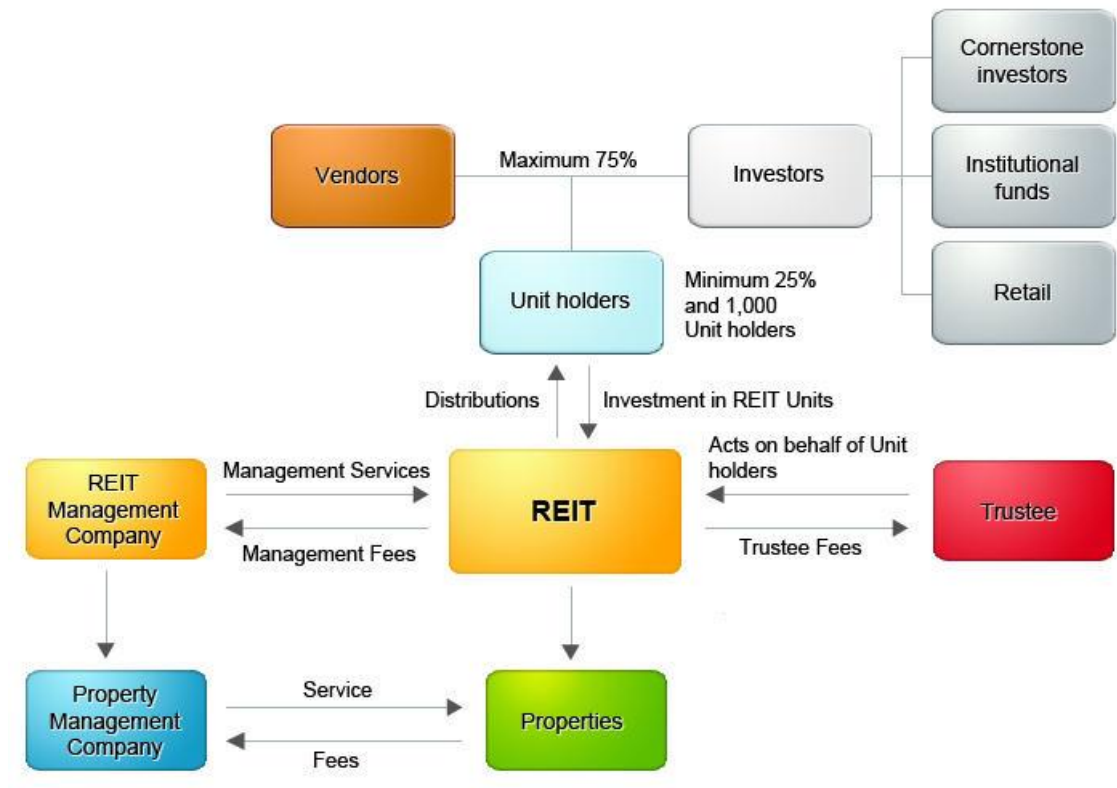 Cornerstone
investors
Vendors
Maximum 75%
Investors
Institutional
funds
Unit holders
Minimum 25%
and 1,000
Unit holders
Retail
Distributions
Investment in REIT Units
REIT
Management
Company
Management Services
Management Fees
REIT
Acts on behalf of Unit
holders
Trustee Fees
Trustee
Property
Management
Company
Service
Fees
Properties